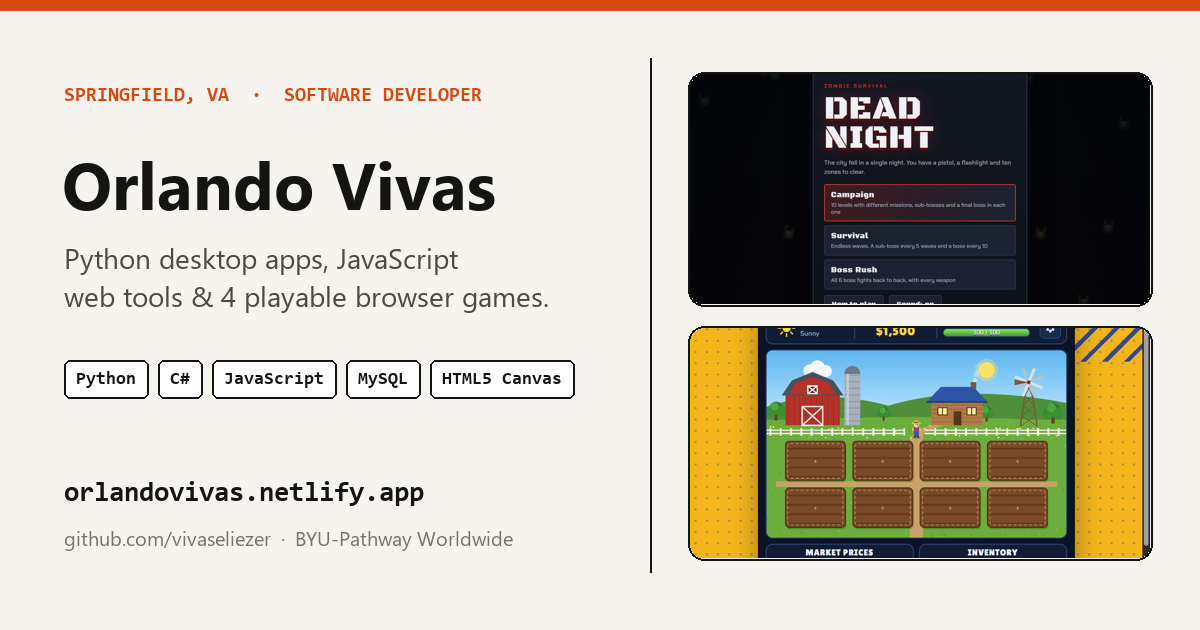 SPRINGFIELD, VA · SOFTWARE DEVELOPER
Orlando Vivas
Python desktop apps, JavaScript
web tools & 4 playable browser games.
Python C# JavaScript MySQL HTML5 Canvas
orlandovivas.netlify.app
github.com/vivaseliezer · BYU-Pathway Worldwide
ZOMBIE SURVIVAL
DEAD
NIGHT
The city fell in a single night. You have a pistol, a flashlight and ten
zones to clear.
Campaign
10 levels with different missions, sub-bosses and a final boss in each
one
Survival
Endless waves. A sub-boss every 5 waves and a boss every 10
Boss Rush
All 6 boss fights back to back, with every weapon
How to play Sound: on
Sunny $1,500 100 / 100
MARKET PRICES INVENTORY